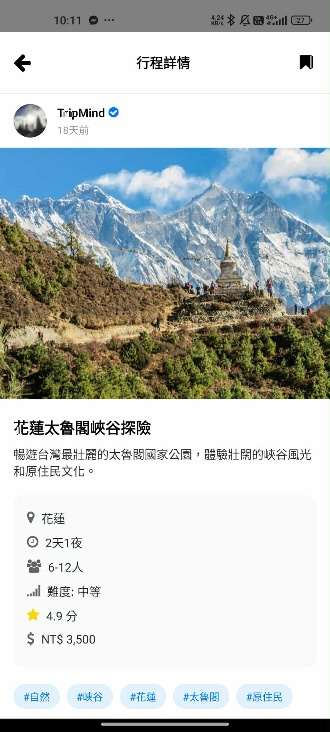 10:11 ··· 4.24 KB/s 4G+ 27
行程詳情
TripMind
18天前
花蓮太魯閣峽谷探險
暢遊台灣最壯麗的太魯閣國家公園，體驗壯闊的峽谷風光
和原住民文化。
花蓮
2天1夜
6-12人
難度: 中等
4.9 分
$ NT$ 3,500
#自然 #峽谷 #花蓮 #太魯閣 #原住民